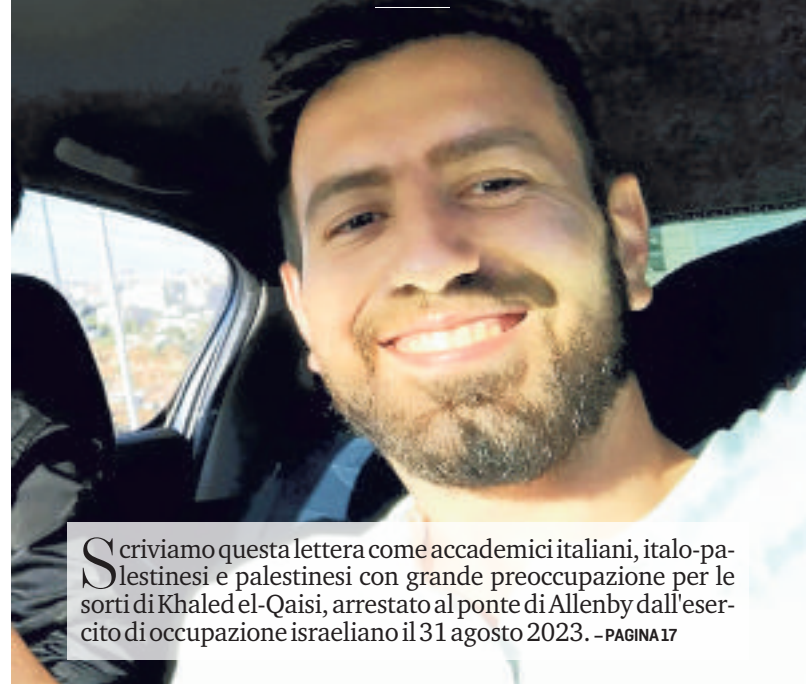 Scriviamo questa lettera come accademici italiani, italo-pa-
lestinesi e palestinesi con grande preoccupazione per le
sorti di Khaled el-Qaisi, arrestato al ponte di Allenby dall'eser-
cito di occupazione israeliano il 31 agosto 2023. – PAGINA 17